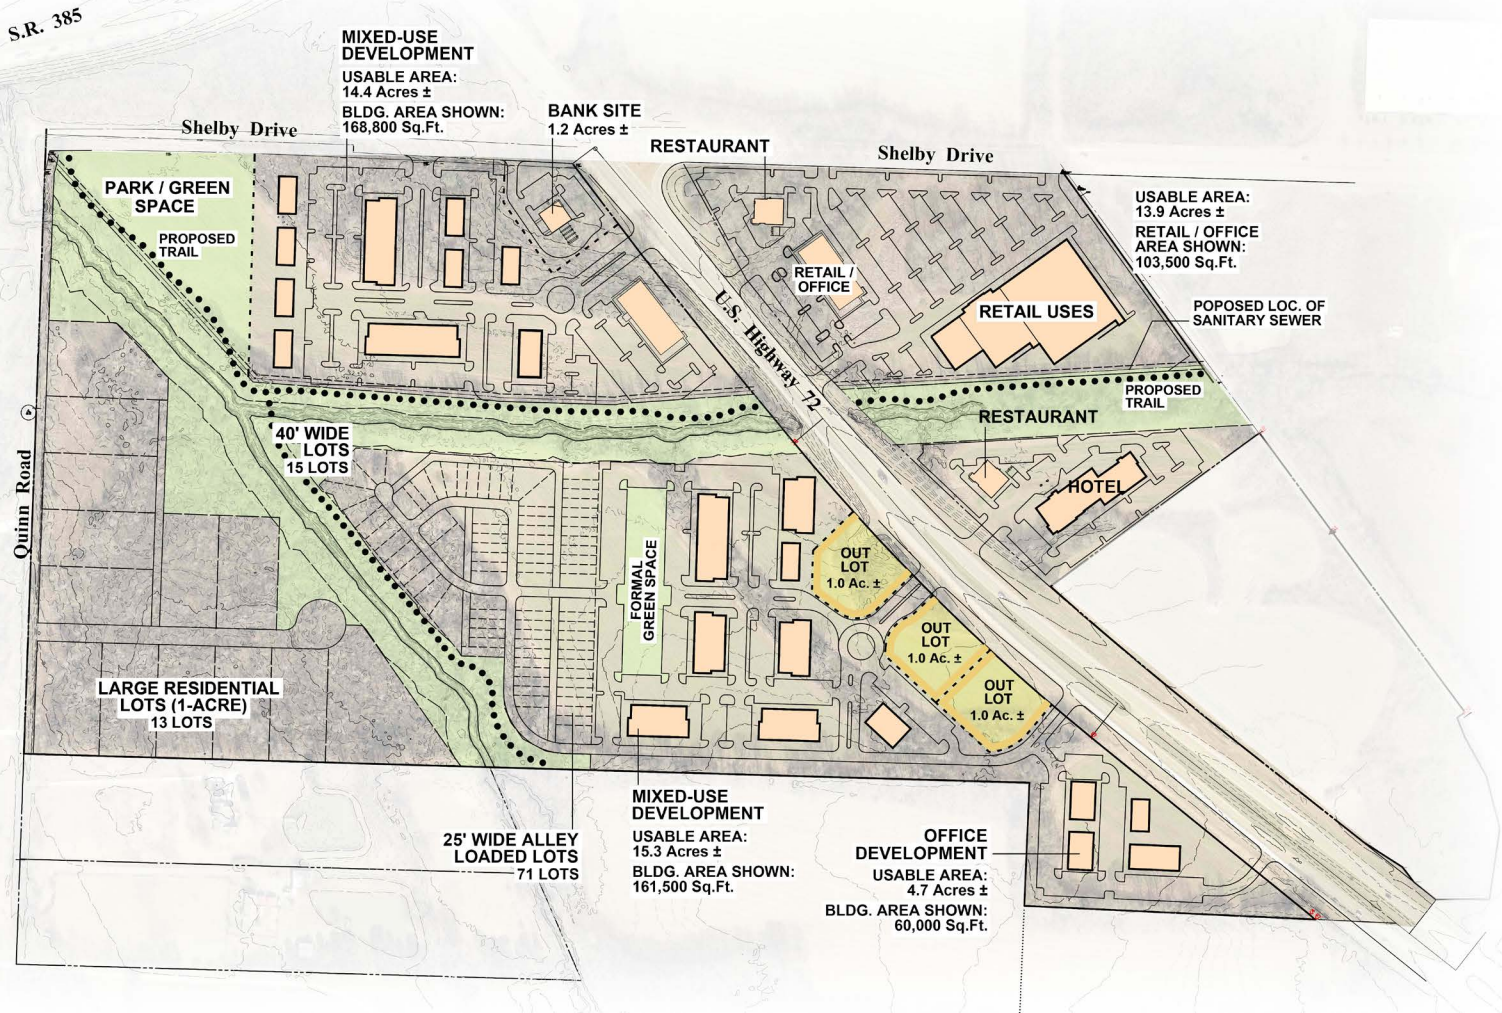 S.R. 385
MIXED-USE
DEVELOPMENT
USABLE AREA:
14.4 Acres ±
BLDG. AREA SHOWN:
168,800 Sq.Ft.
BANK SITE
1.2 Acres ±
Shelby Drive
RESTAURANT
Shelby Drive
PARK / GREEN
SPACE
PROPOSED
TRAIL
USABLE AREA:
13.9 Acres ±
RETAIL / OFFICE
AREA SHOWN:
103,500 Sq.Ft.
RETAIL /
OFFICE
U.S. Highway 72
RETAIL USES
POPOSED LOC. OF
SANITARY SEWER
PROPOSED
TRAIL
RESTAURANT
HOTEL
40' WIDE
LOTS
15 LOTS
Quinn Road
FORMAL
GREEN SPACE
OUT
LOT
1.0 Ac. ±
OUT
LOT
1.0 Ac. ±
OUT
LOT
1.0 Ac. ±
LARGE RESIDENTIAL
LOTS (1-ACRE)
13 LOTS
25' WIDE ALLEY
LOADED LOTS
71 LOTS
MIXED-USE
DEVELOPMENT
USABLE AREA:
15.3 Acres ±
BLDG. AREA SHOWN:
161,500 Sq.Ft.
OFFICE
DEVELOPMENT
USABLE AREA:
4.7 Acres ±
BLDG. AREA SHOWN:
60,000 Sq.Ft.